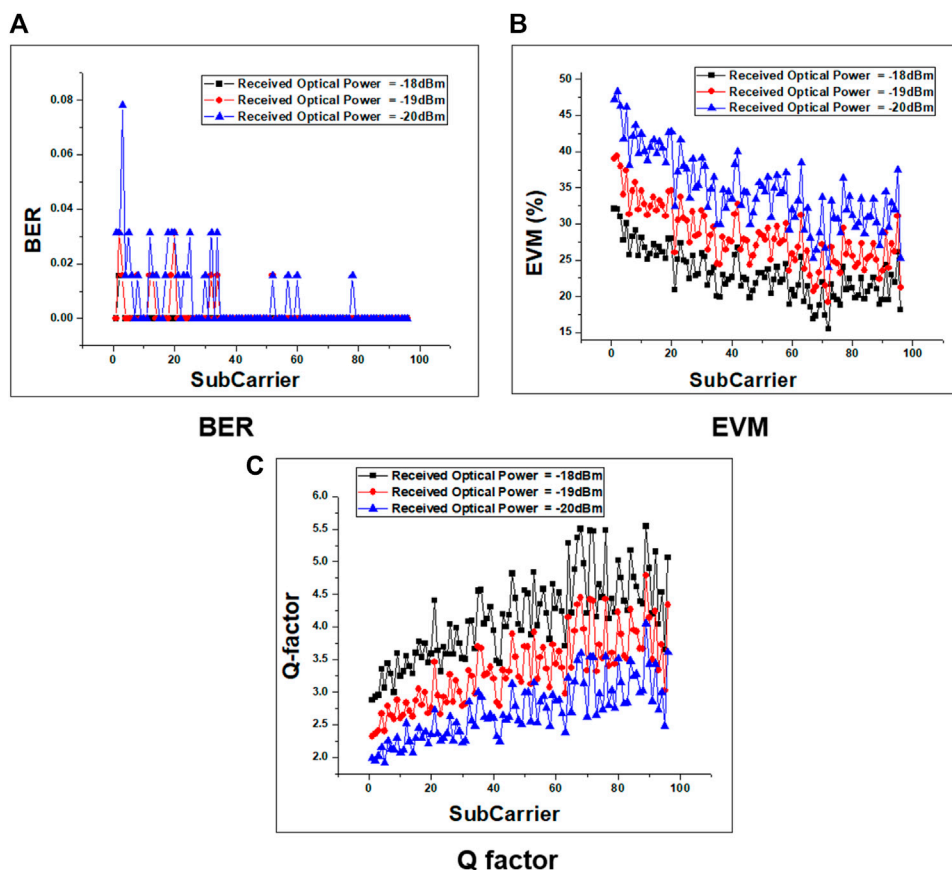 A
Received Optical Power = -18dBm
Received Optical Power = -19dBm
Received Optical Power = -20dBm
0.08
0.06
0.04
0.02
0.00
BER
0 20 40 60 80 100
SubCarrier
BER
B
Received Optical Power = -18dBm
Received Optical Power = -19dBm
Received Optical Power = -20dBm
50
45
40
35
30
25
20
15
EVM (%)
0 20 40 60 80 100
SubCarrier
EVM
C
Received Optical Power = -18dBm
Received Optical Power = -19dBm
Received Optical Power = -20dBm
6.0
5.5
5.0
4.5
4.0
3.5
3.0
2.5
2.0
Q-factor
0 20 40 60 80 100
SubCarrier
Q factor